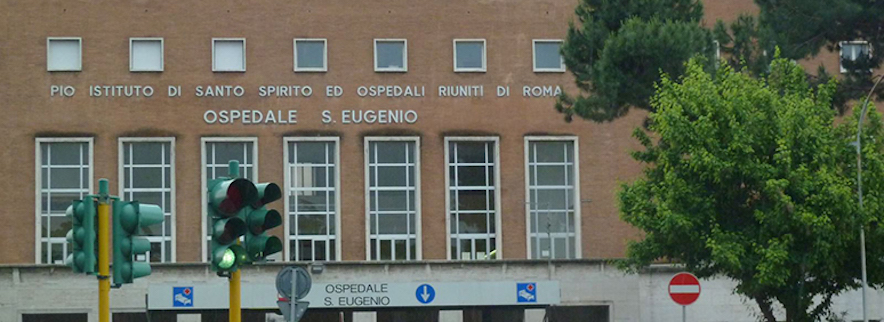 PIO ISTITUTO DI SANTO SPIRITO ED OSPEDALI RIUNITI DI ROMA
OSPEDALE S. EUGENIO
OSPEDALE
S. EUGENIO